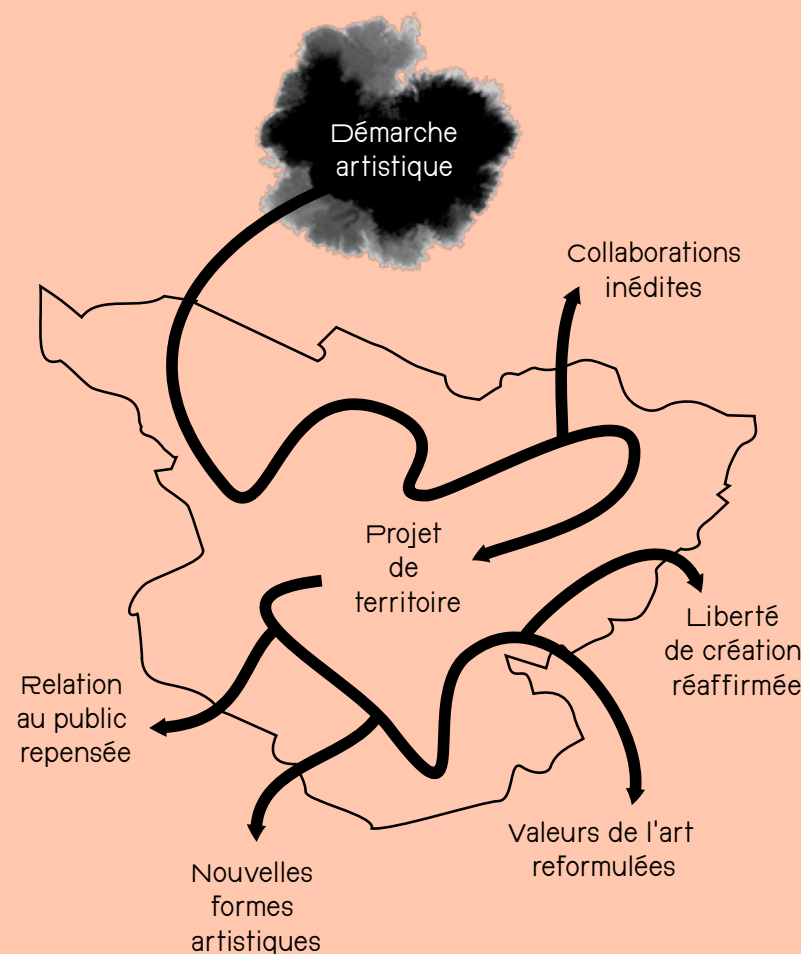 Démarche
artistique
Collaborations
inédites
Projet
de
territoire
Liberté
de création
réaffirmée
Relation
au public
repensée
Valeurs de l'art
reformulées
Nouvelles
formes
artistiques